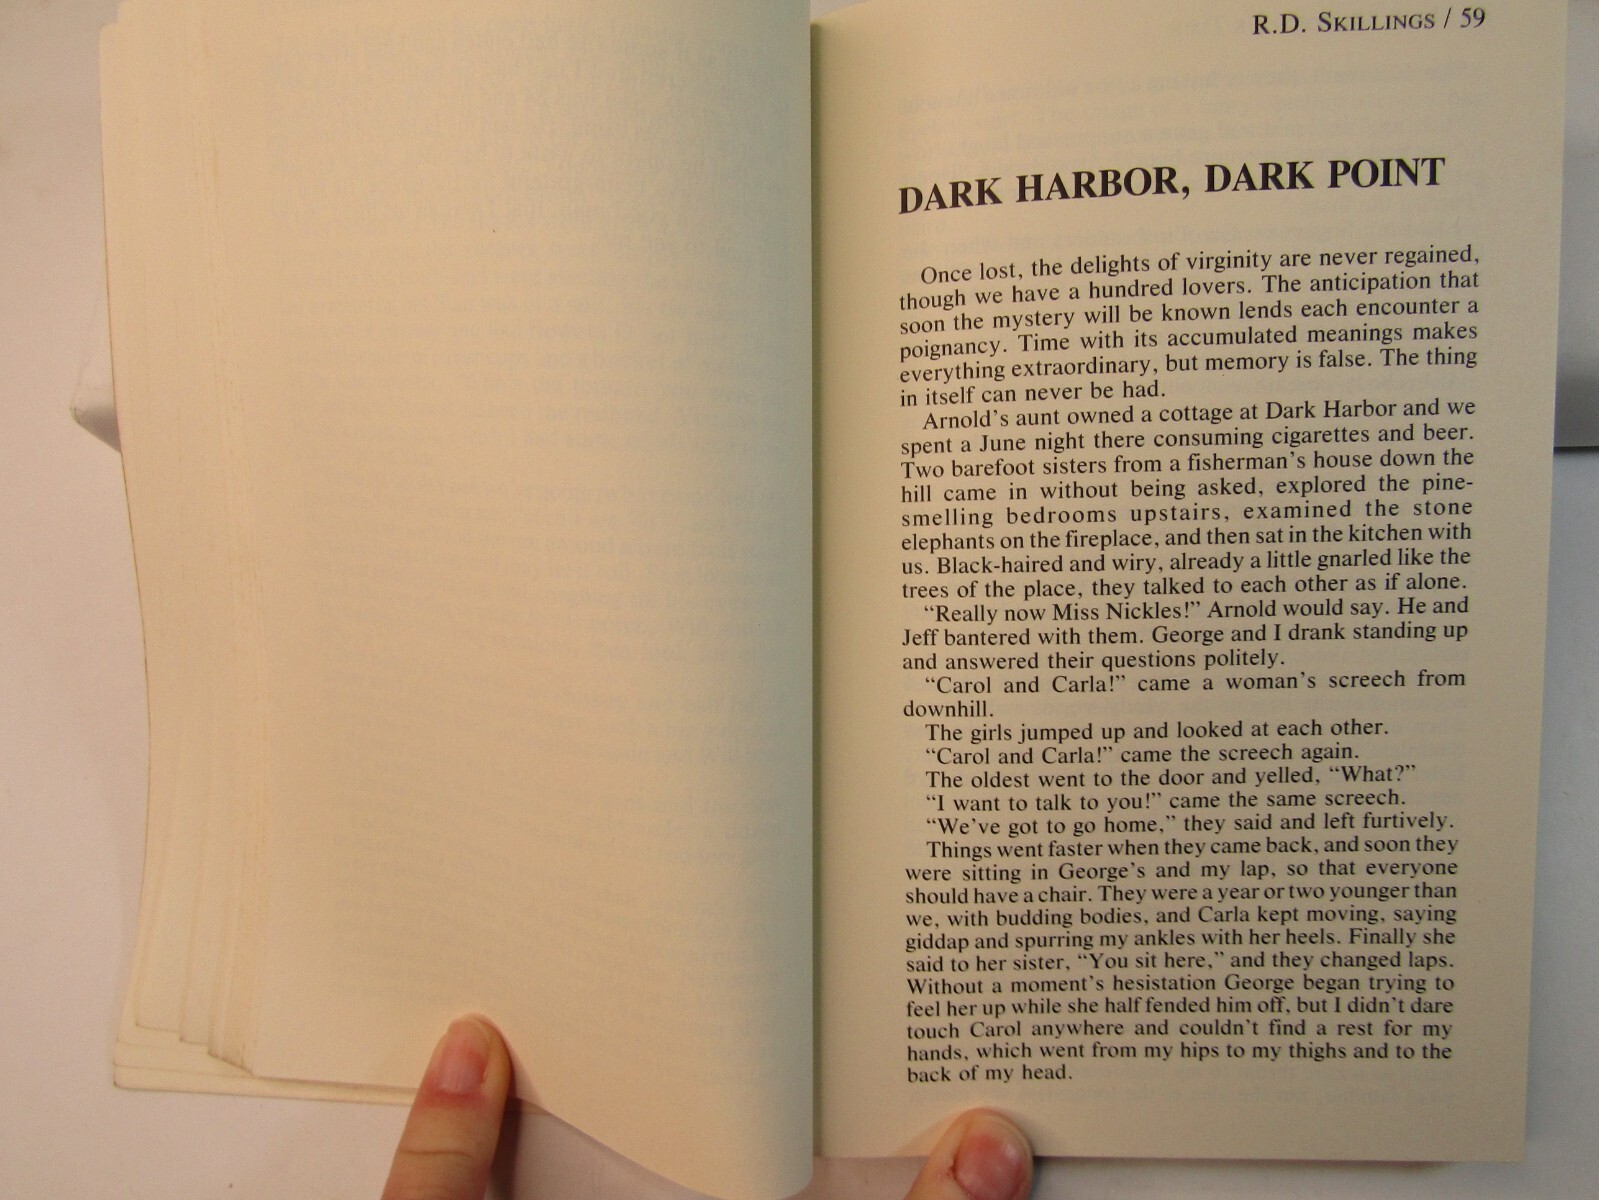 R.D. SKILLINGS / 59
DARK HARBOR, DARK POINT
Once lost, the delights of virginity are never regained,
though we have a hundred lovers. The anticipation that
soon the mystery will be known lends each encounter a
poignancy. Time with its accumulated meanings makes
everything extraordinary, but memory is false. The thing
in itself can never be had.
Arnold's aunt owned a cottage at Dark Harbor and we
spent a June night there consuming cigarettes and beer.
Two barefoot sisters from a fisherman's house down the
hill came in without being asked, explored the pine-
smelling bedrooms upstairs, examined the stone
elephants on the fireplace, and then sat in the kitchen with
us. Black-haired and wiry, already a little gnarled like the
trees of the place, they talked to each other as if alone.
“Really now Miss Nickles!” Arnold would say. He and
Jeff bantered with them. George and I drank standing up
and answered their questions politely.
“Carol and Carla!” came a woman's screech from
downhill.
The girls jumped up and looked at each other.
“Carol and Carla!” came the screech again.
The oldest went to the door and yelled, “What?”
“I want to talk to you!” came the same screech.
“We've got to go home,” they said and left furtively.
Things went faster when they came back, and soon they
were sitting in George's and my lap, so that everyone
should have a chair. They were a year or two younger than
we, with budding bodies, and Carla kept moving, saying
giddap and spurring my ankles with her heels. Finally she
said to her sister, “You sit here,” and they changed laps.
Without a moment's hesistation George began trying to
feel her up while she half fended him off, but I didn't dare
touch Carol anywhere and couldn't find a rest for my
hands, which went from my hips to my thighs and to the
back of my head.